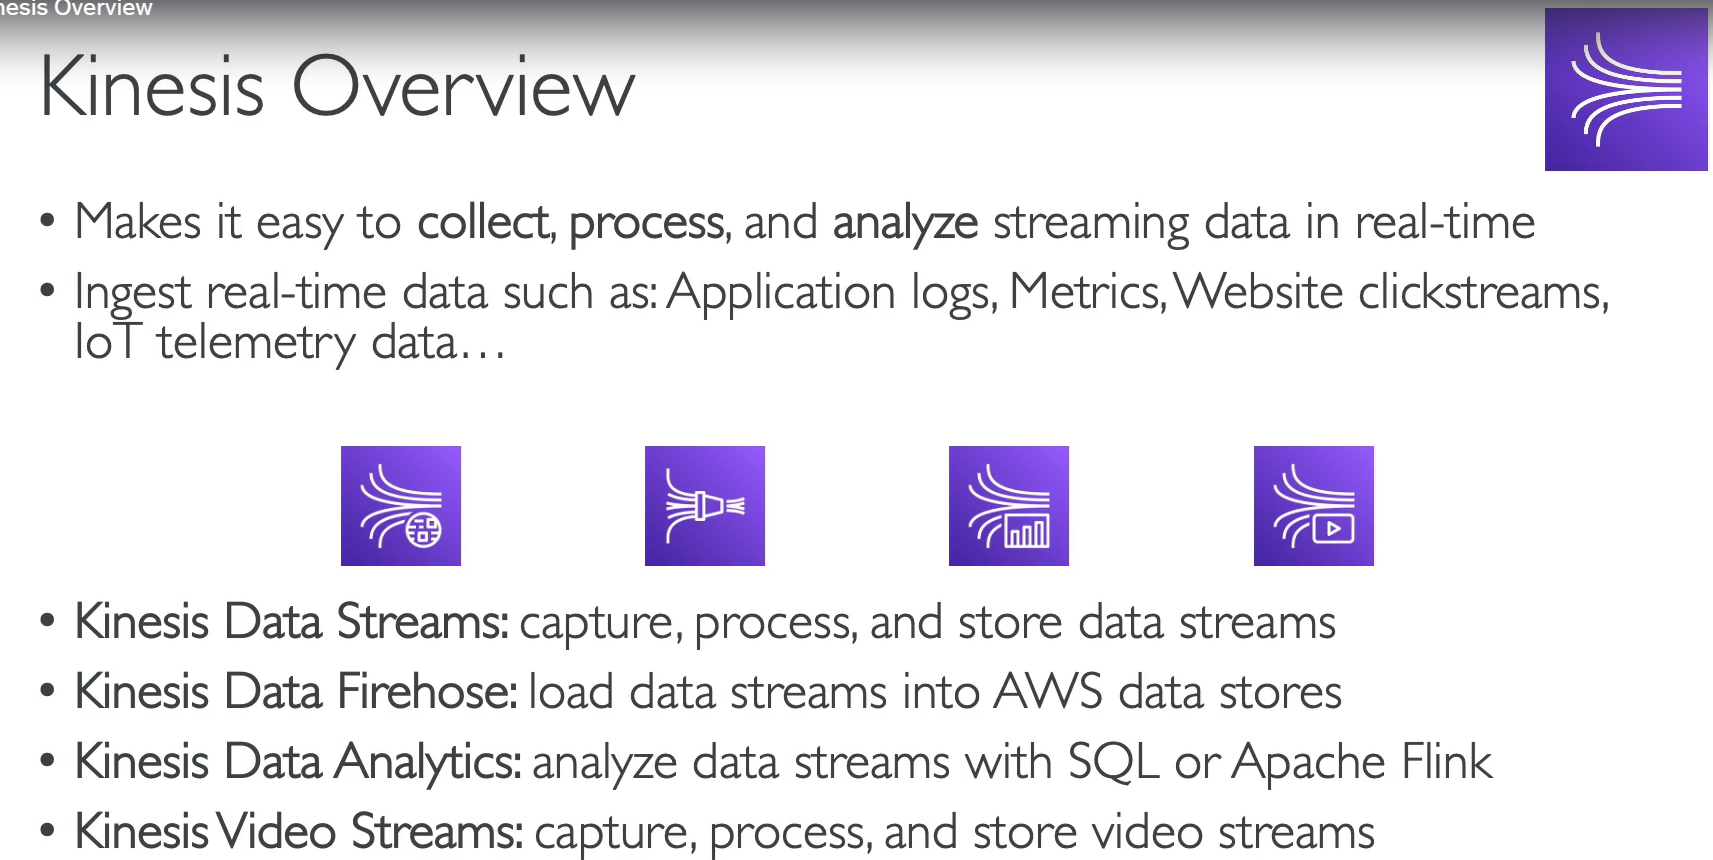 nesis Overview
Kinesis Overview
• Makes it easy to collect, process, and analyze streaming data in real-time
• Ingest real-time data such as: Application logs, Metrics, Website clickstreams,
IoT telemetry data…
• Kinesis Data Streams: capture, process, and store data streams
• Kinesis Data Firehose: load data streams into AWS data stores
• Kinesis Data Analytics: analyze data streams with SQL or Apache Flink
• Kinesis Video Streams: capture, process, and store video streams